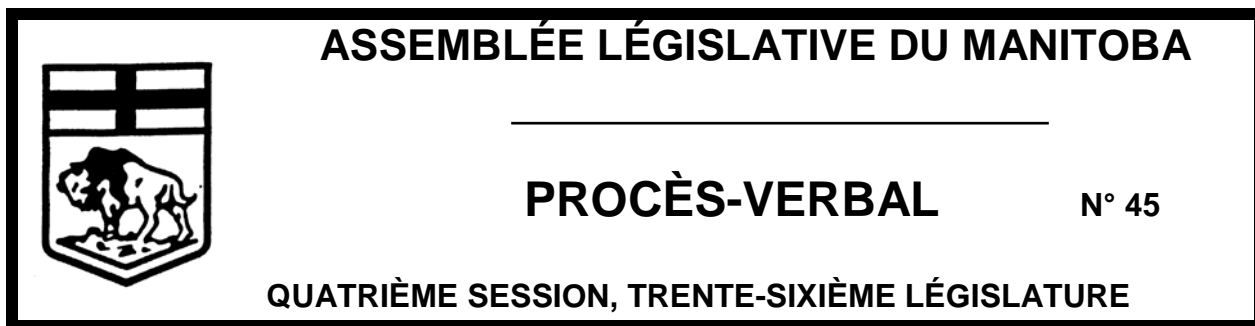 ASSEMBLÉE LÉGISLATIVE DU MANITOBA
PROCÈS-VERBAL N° 45
QUATRIÈME SESSION, TRENTE-SIXIÈME LÉGISLATURE